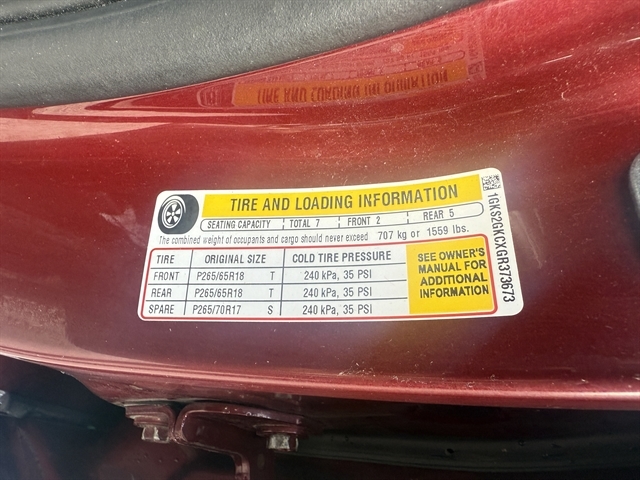 TIRE AND LOADING INFORMATION
SEATING CAPACITY TOTAL 7 FRONT 2 REAR 5
The combined weight of occupants and cargo should never exceed 707 kg or 1559 lbs.
TIRE ORIGINAL SIZE COLD TIRE PRESSURE
FRONT P265/65R18 T 240 kPa, 35 PSI
REAR P265/65R18 T 240 kPa, 35 PSI
SPARE P265/70R17 S 240 kPa, 35 PSI
SEE OWNER'S
MANUAL FOR
ADDITIONAL
INFORMATION
1GKS2GKCXGR373673